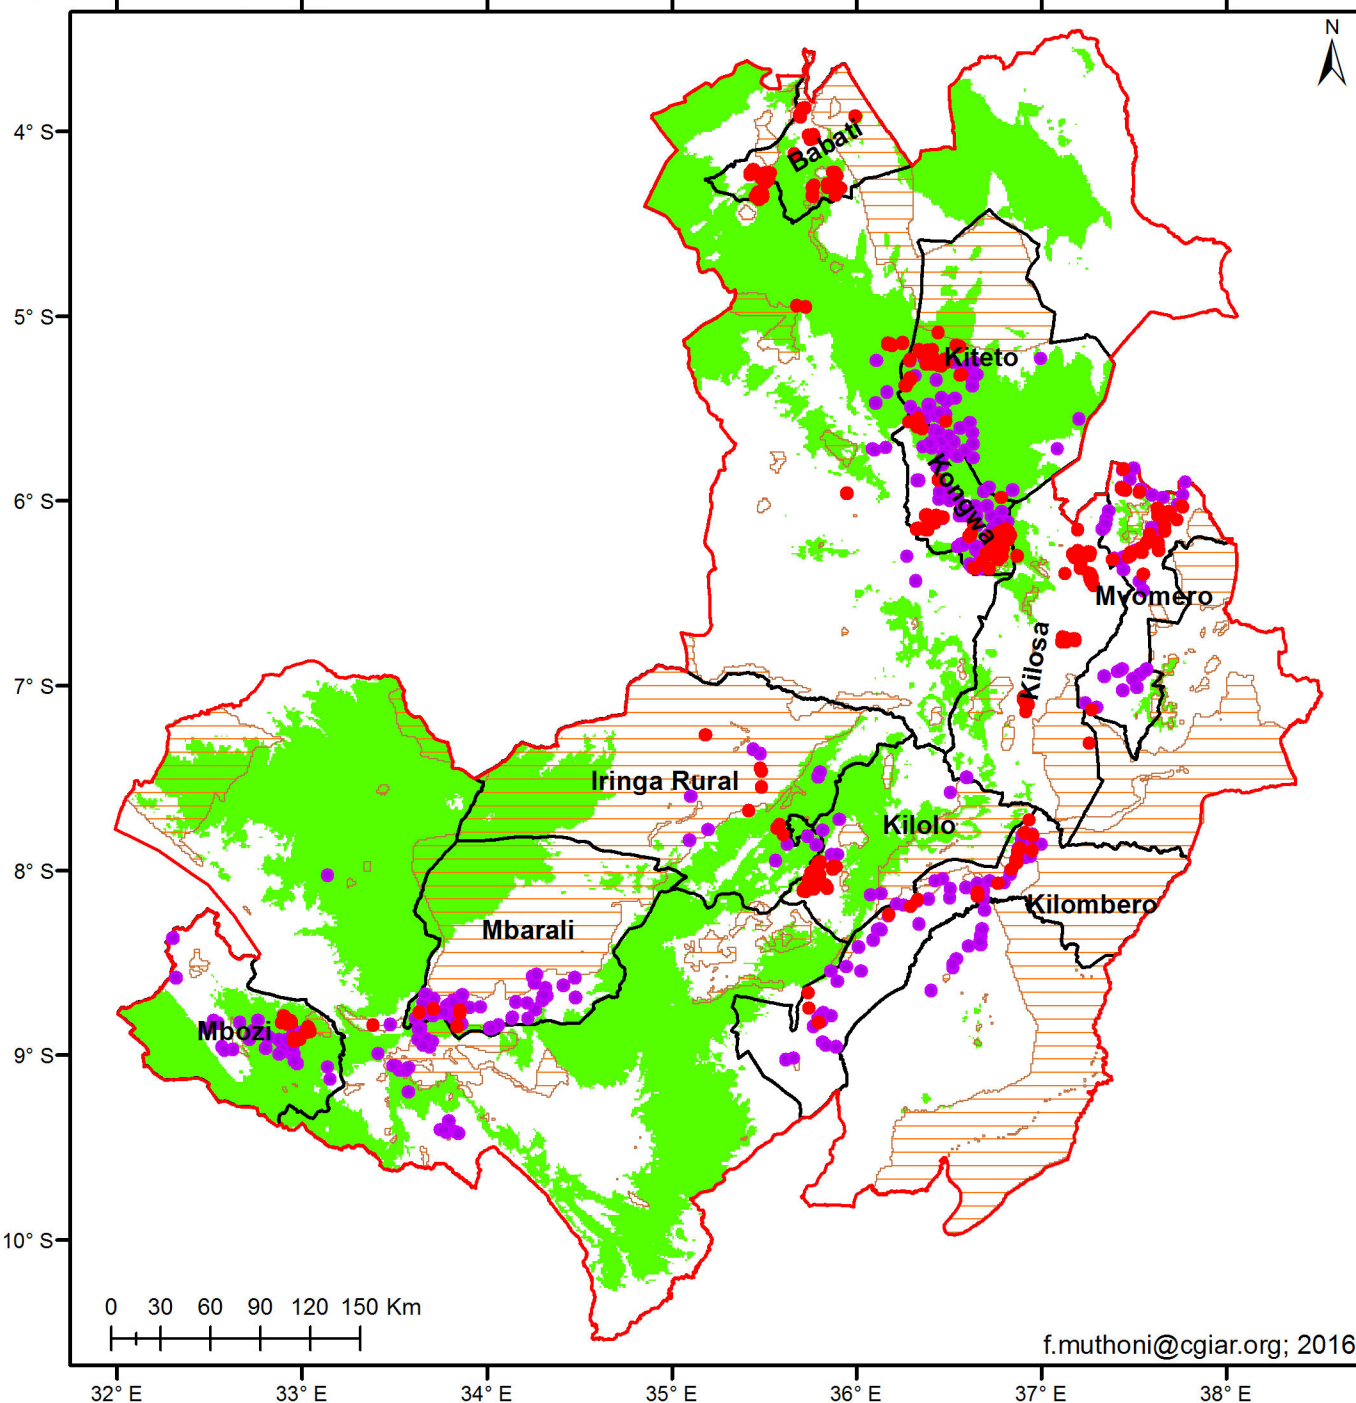 N
4° S
Babati
5° S
Kiteto
Kongwa
6° S
Mvomero
Kilosa
7° S
Iringa Rural
Kilolo
8° S
Kilombero
Mbarali
Mbozi
9° S
10° S
0 30 60 90 120 150 Km
f.muthoni@cgiar.org; 2016
32° E 33° E 34° E 35° E 36° E 37° E 38° E